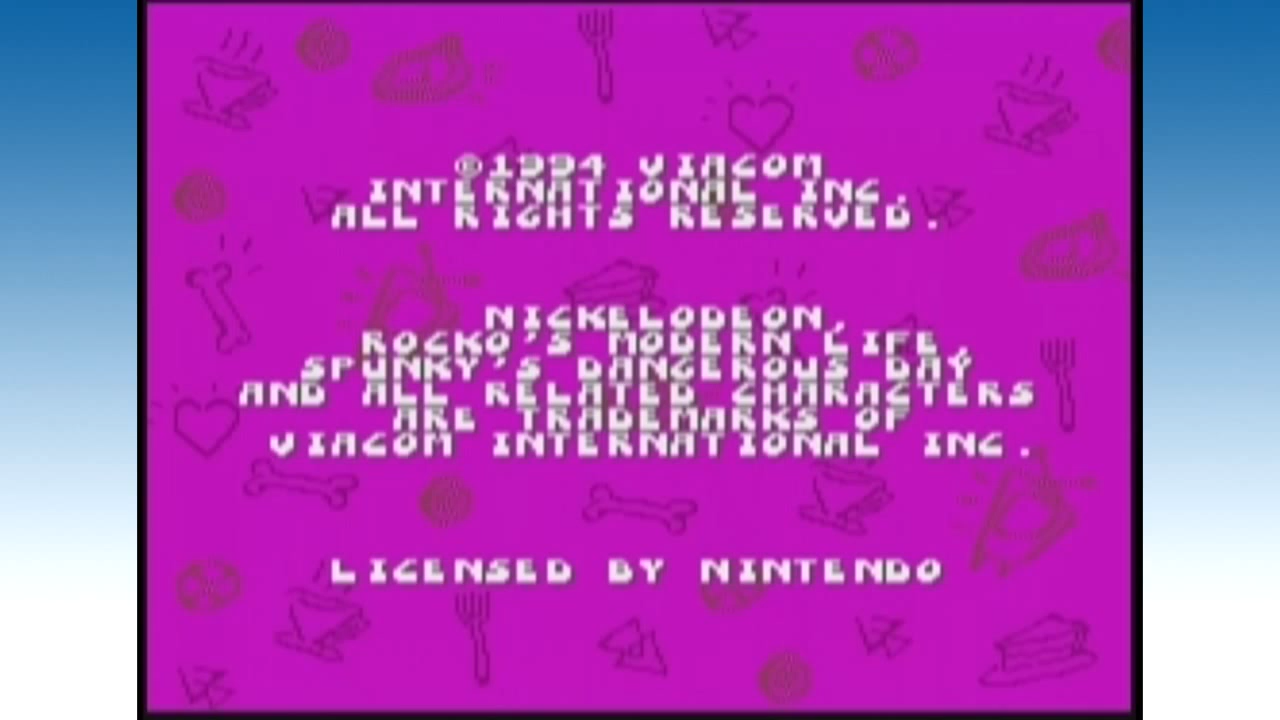 ©1994 VIACOM
INTERNATIONAL INC.
ALL RIGHTS RESERVED.
NICKELODEON,
ROCKO'S MODERN LIFE,
SPUNKY'S DANGEROUS DAY
AND ALL RELATED CHARACTERS
ARE TRADEMARKS OF
VIACOM INTERNATIONAL INC.
LICENSED BY NINTENDO